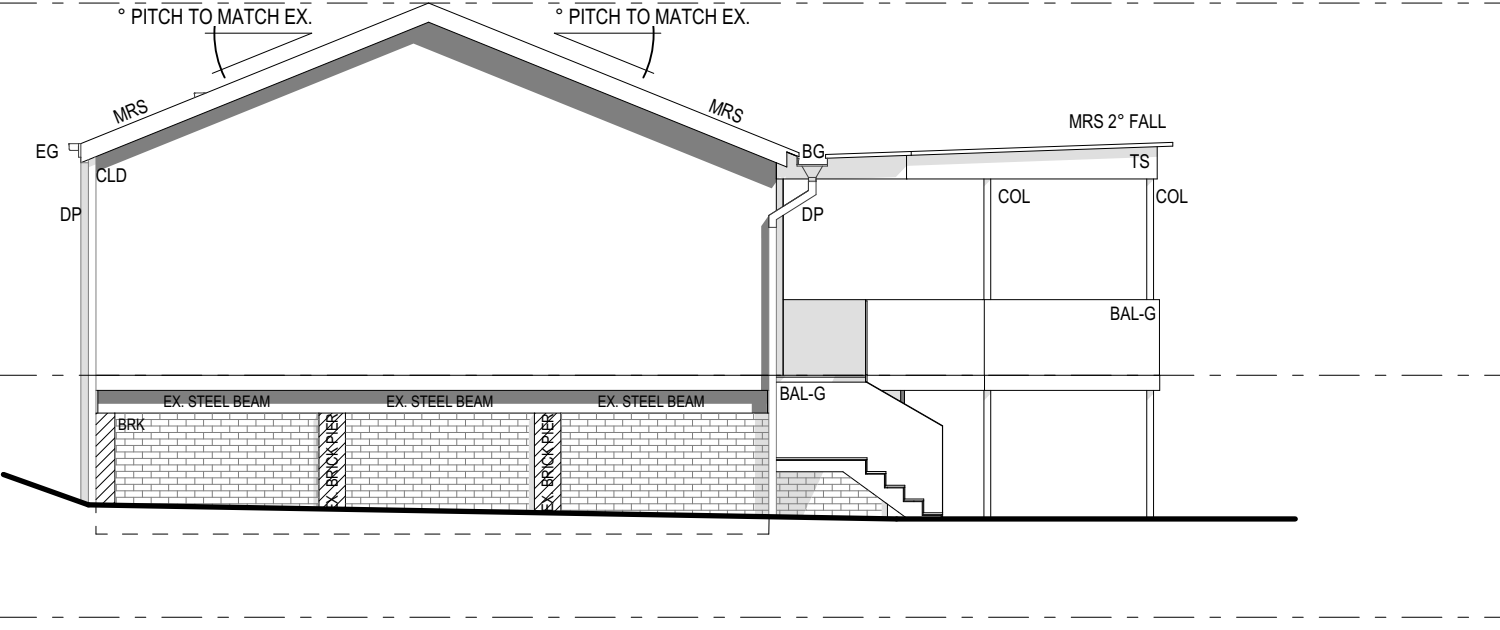 ° PITCH TO MATCH EX.
° PITCH TO MATCH EX.
MRS
MRS
MRS 2° FALL
EG
BG
TS
CLD
COL
COL
DP
DP
BAL-G
BAL-G
EX. STEEL BEAM
EX. STEEL BEAM
EX. STEEL BEAM
BRK
EX. BRICK PIER
EX. BRICK PIER